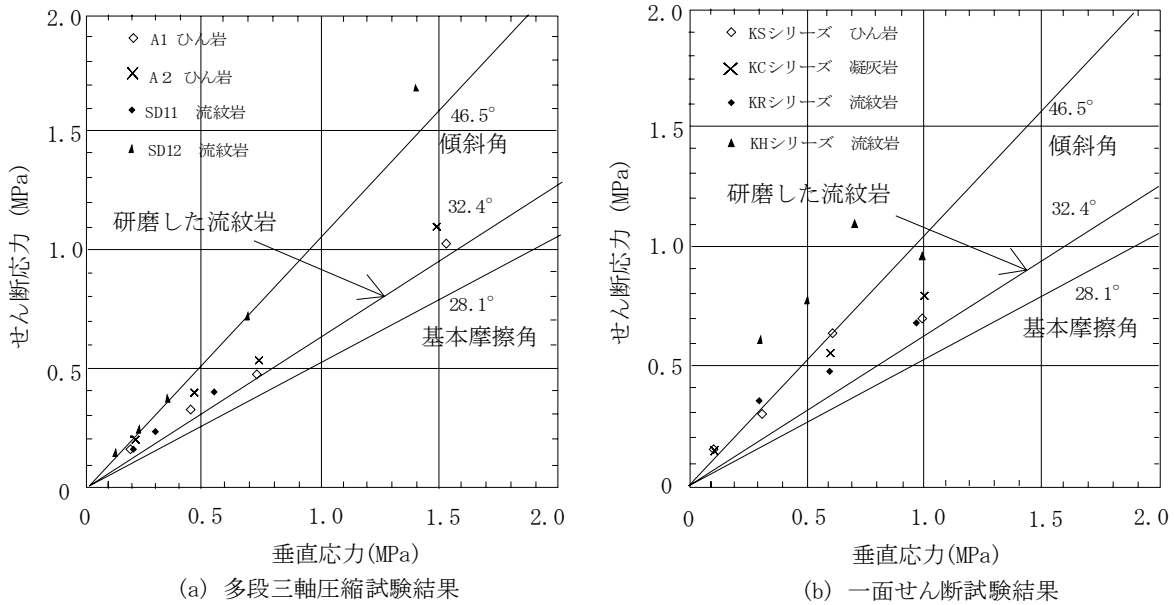 2.0
1.5
1.0
0.5
0
0
0.5
1.0
1.5
2.0
せん断応力 (MPa)
垂直応力(MPa)
A1 ひん岩
A２ ひん岩
SD11 流紋岩
SD12 流紋岩
46.5°
傾斜角
32.4°
研磨した流紋岩
28.1°
基本摩擦角
(a) 多段三軸圧縮試験結果
2.0
1.5
1.0
0.5
0
0
0.5
1.0
1.5
2.0
せん断応力 (MPa)
垂直応力(MPa)
KSシリーズ ひん岩
KCシリーズ 凝灰岩
KRシリーズ 流紋岩
KHシリーズ 流紋岩
46.5°
傾斜角
研磨した流紋岩
32.4°
28.1°
基本摩擦角
(b) 一面せん断試験結果